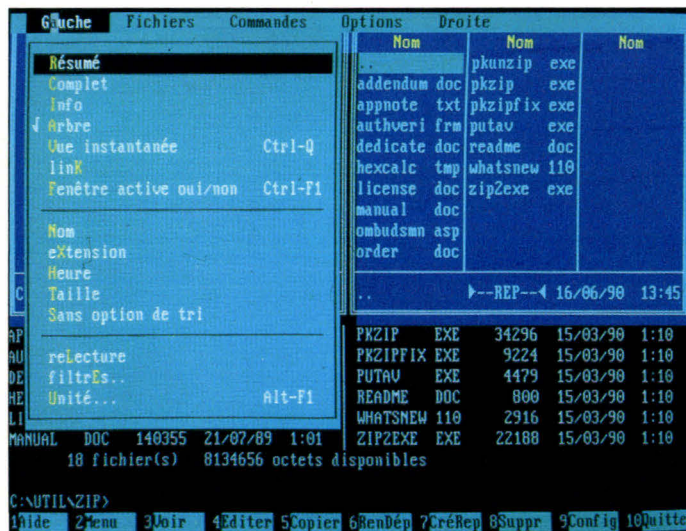 Gauche Fichiers Commandes Options Droite
Résumé
Complet
Info
√ Arbre
Vue instantanée Ctrl-Q
linK
Fenêtre active oui/non Ctrl-F1
Nom
eXtension
Heure
Taille
Sans option de tri
reLecture
filtrEs..
Unité... Alt-F1
Nom Nom Nom
.. pkunzip exe
addendum doc pkzip exe
appnote txt pkzipfix exe
authveri frm putav exe
dedicate doc readme doc
hexcalc tmp whatsnew 110
license doc zip2exe exe
manual doc
ombudsmn asp
order doc
.. ►--REP--◄ 16/06/90 13:45
C
AP PKZIP EXE 34296 15/03/90 1:10
AU PKZIPFIX EXE 9224 15/03/90 1:10
DE PUTAV EXE 4479 15/03/90 1:10
HE README DOC 800 15/03/90 1:10
LI WHATSNEW 110 2916 15/03/90 1:10
MANUAL DOC 140355 21/07/89 1:01 ZIP2EXE EXE 22188 15/03/90 1:10
18 fichier(s) 8134656 octets disponibles
C:\UTIL\ZIP>
1Aide 2Menu 3Voir 4Editer 5Copier 6RenDép 7CréRep 8Suppr 9Config 10Quitte